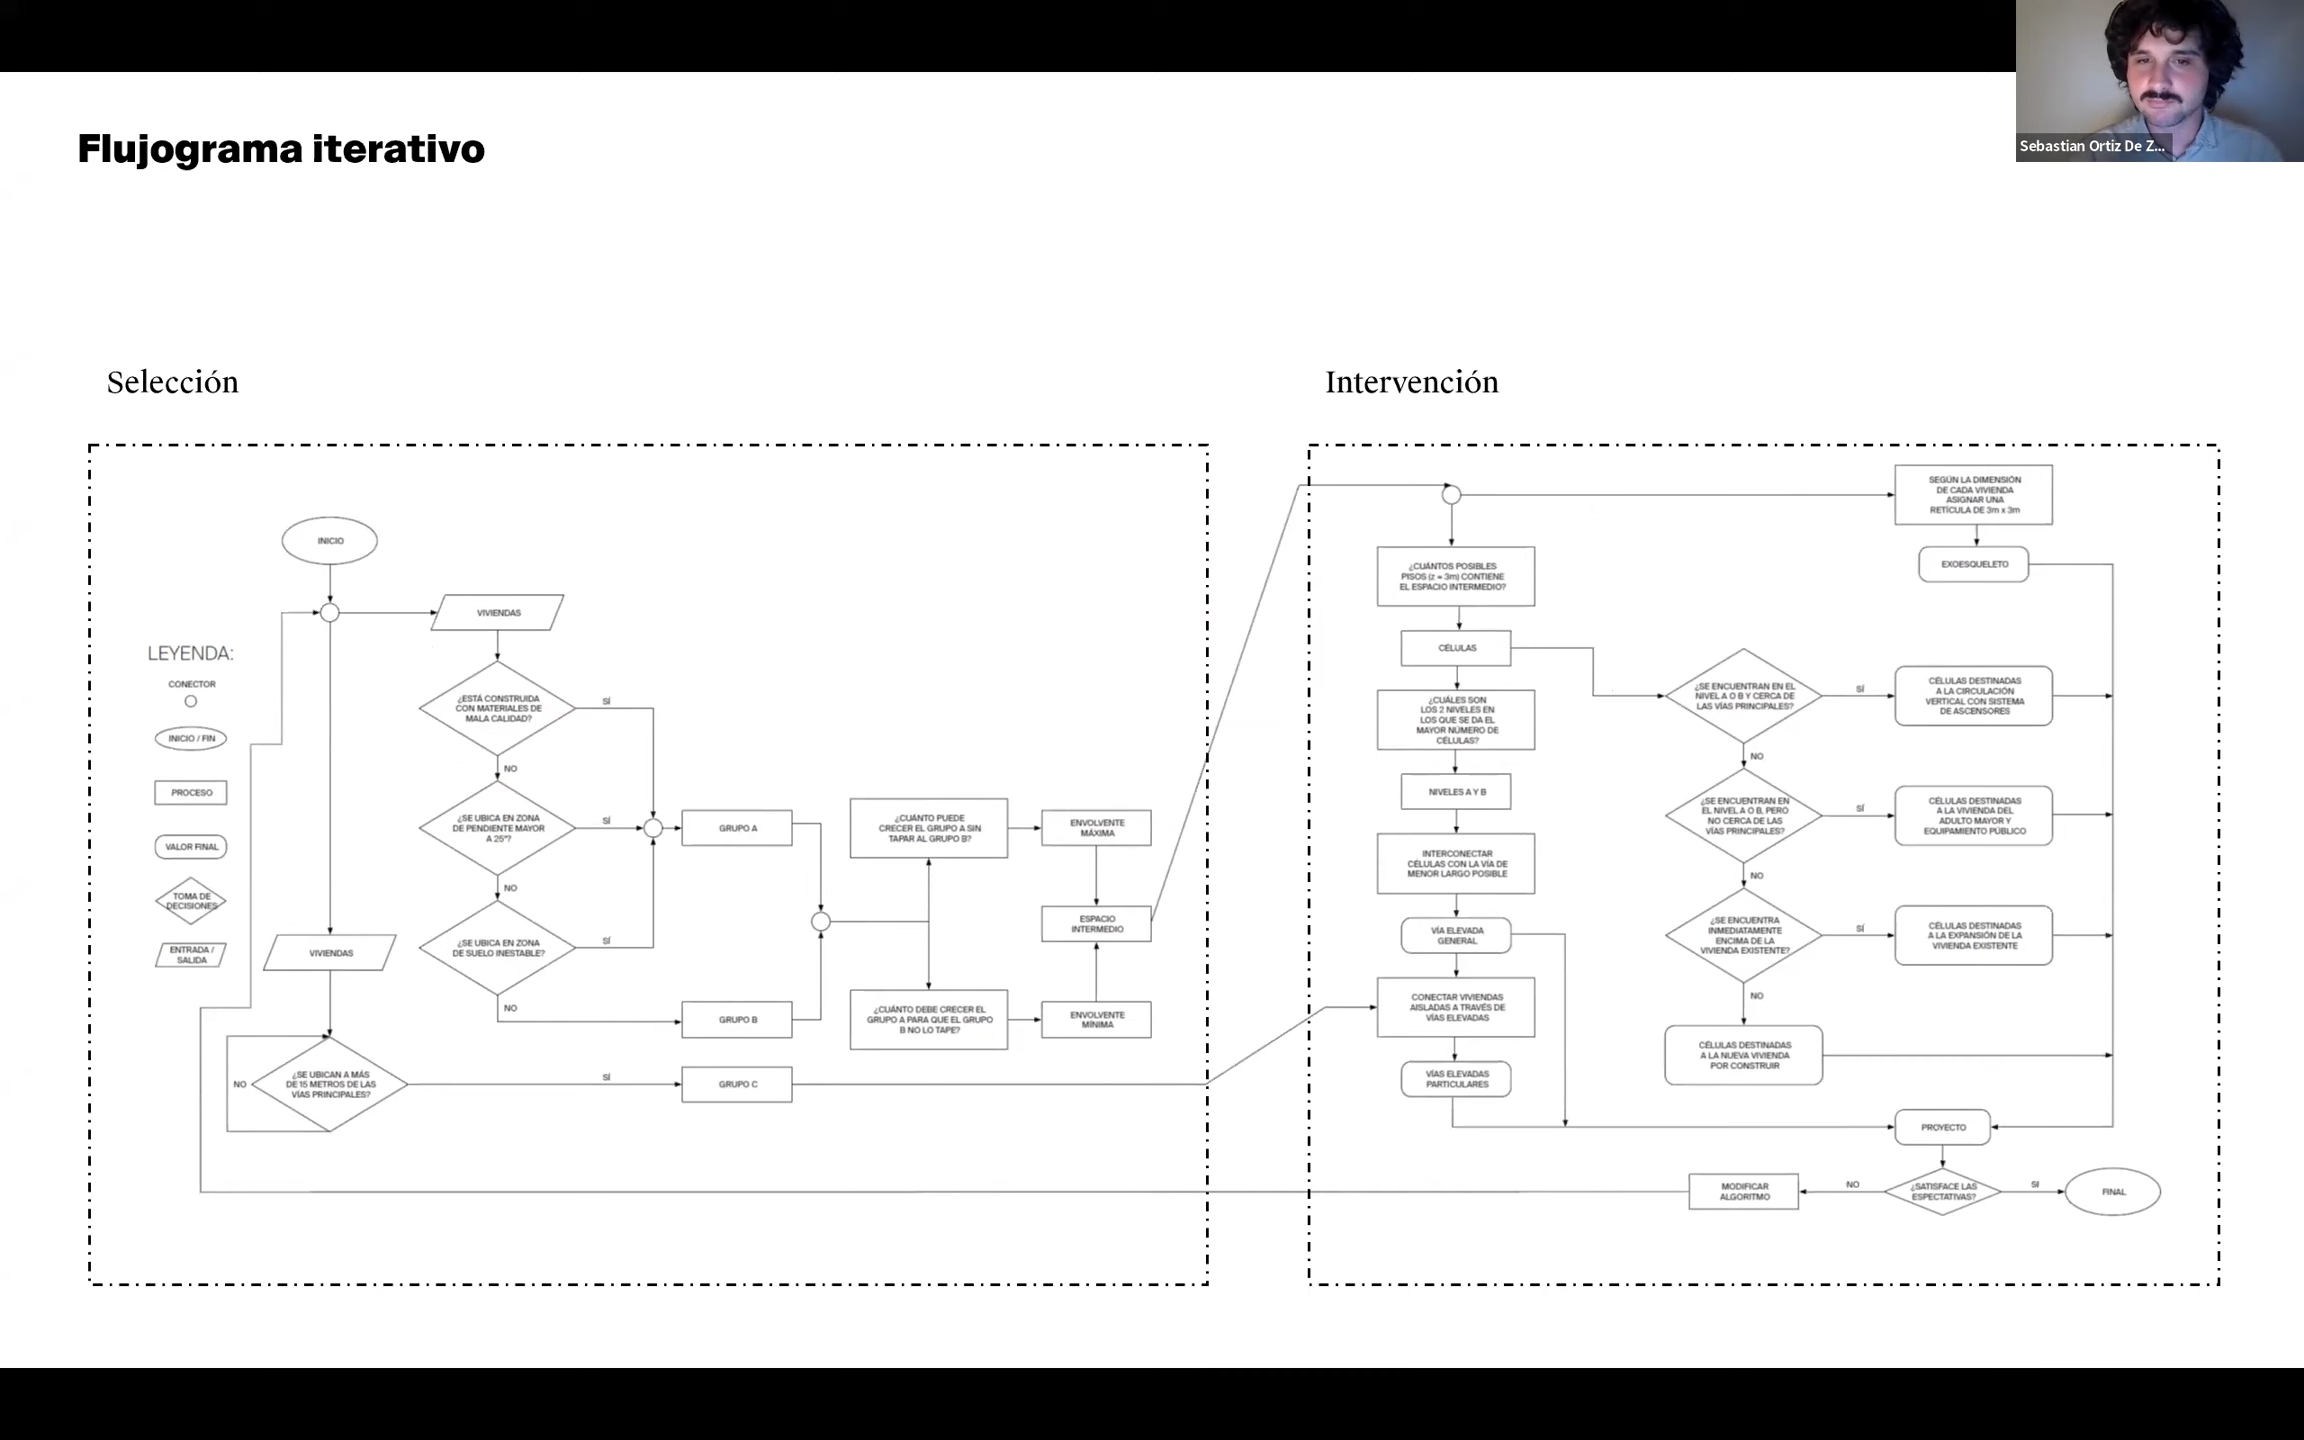 Sebastian Ortiz De Z...
Flujograma iterativo
Selección
INICIO
VIVIENDAS
LEYENDA:
CONECTOR
INICIO / FIN
PROCESO
VALOR FINAL
TOMA DE
DECISIONES
ENTRADA /
SALIDA
¿ESTÁ CONSTRUIDA
CON MATERIALES DE
MALA CALIDAD?
SÍ
NO
¿SE UBICA EN ZONA
DE PENDIENTE MAYOR
A 25°?
SÍ
NO
¿SE UBICA EN ZONA
DE SUELO INESTABLE?
SÍ
NO
GRUPO A
GRUPO B
¿CUÁNTO PUEDE
CRECER EL GRUPO A SIN
TAPAR AL GRUPO B?
ENVOLVENTE
MÁXIMA
ESPACIO
INTERMEDIO
¿CUÁNTO DEBE CRECER EL
GRUPO A PARA QUE EL GRUPO
B NO LO TAPE?
ENVOLVENTE
MÍNIMA
VIVIENDAS
¿SE UBICAN A MÁS
DE 15 METROS DE LAS
VÍAS PRINCIPALES?
NO
SÍ
GRUPO C
Intervención
SEGÚN LA DIMENSIÓN
DE CADA VIVIENDA
ASIGNAR UNA
RETÍCULA DE 3m x 3m
EXOESQUELETO
¿CUÁNTOS POSIBLES
PISOS (z = 3m) CONTIENE
EL ESPACIO INTERMEDIO?
CÉLULAS
¿CUÁLES SON
LOS 2 NIVELES EN
LOS QUE SE DA EL
MAYOR NÚMERO DE
CÉLULAS?
NIVELES A Y B
INTERCONECTAR
CÉLULAS CON LA VÍA DE
MENOR LARGO POSIBLE
VÍA ELEVADA
GENERAL
CONECTAR VIVIENDAS
AISLADAS A TRAVÉS DE
VÍAS ELEVADAS
VÍAS ELEVADAS
PARTICULARES
¿SE ENCUENTRAN EN EL
NIVEL A O B Y CERCA DE
LAS VÍAS PRINCIPALES?
SÍ
CÉLULAS DESTINADAS
A LA CIRCULACIÓN
VERTICAL CON SISTEMA
DE ASCENSORES
NO
¿SE ENCUENTRAN EN
EL NIVEL A O B, PERO
NO CERCA DE LAS
VÍAS PRINCIPALES?
SÍ
CÉLULAS DESTINADAS
A LA VIVIENDA DEL
ADULTO MAYOR Y
EQUIPAMIENTO PÚBLICO
NO
¿SE ENCUENTRA
INMEDIATAMENTE
ENCIMA DE LA
VIVIENDA EXISTENTE?
SÍ
CÉLULAS DESTINADAS
A LA EXPANSIÓN DE LA
VIVIENDA EXISTENTE
NO
CÉLULAS DESTINADAS
A LA NUEVA VIVIENDA
POR CONSTRUIR
PROYECTO
¿SATISFACE LAS
ESPECTATIVAS?
NO
MODIFICAR
ALGORITMO
SI
FINAL